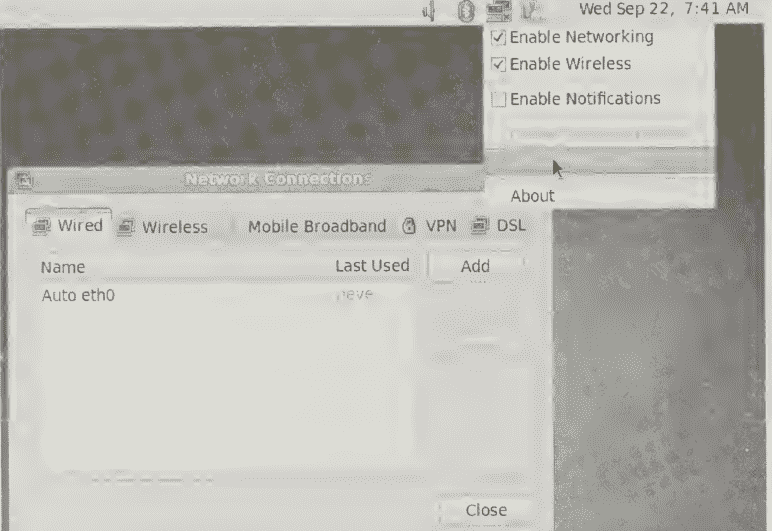 Wed Sep 22, 7:41 AM
Enable Networking
Enable Wireless
Enable Notifications
About
Network Connections
Wired Wireless Mobile Broadband VPN DSL
Name Last Used Add
Auto eth0
Close